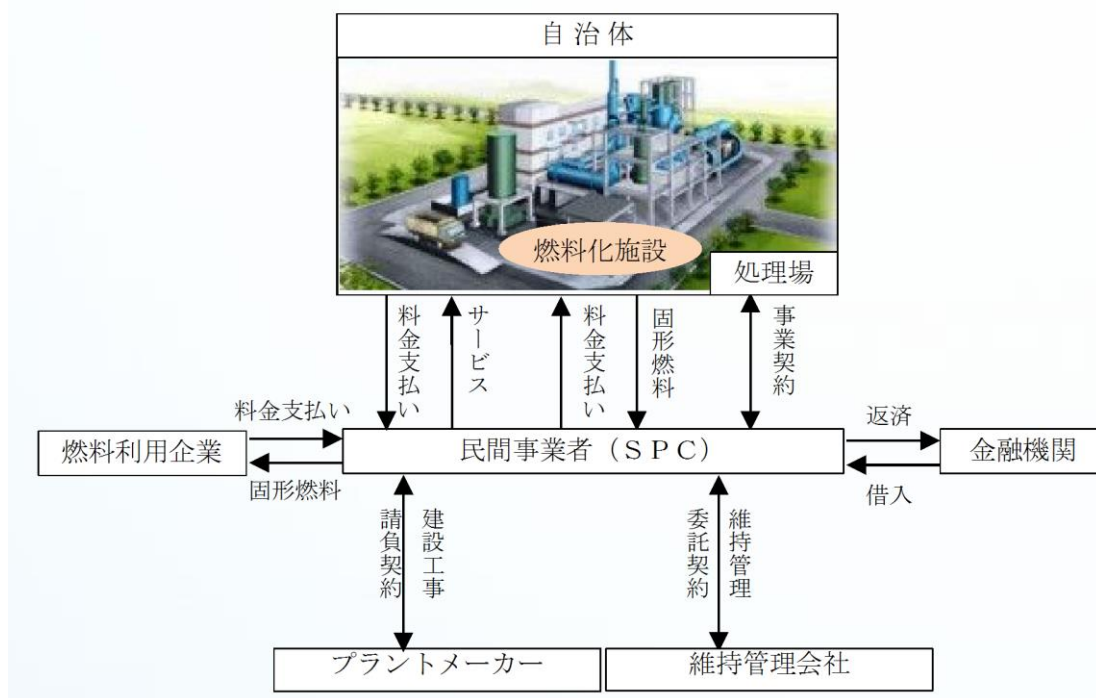 自治体
燃料化施設
処理場
料金支払い
サービス
料金支払い
固形燃料
事業契約
料金支払い
燃料利用企業
固形燃料
民間事業者（ＳＰＣ）
返済
金融機関
借入
建設工事
請負契約
維持管理
委託契約
プラントメーカー
維持管理会社